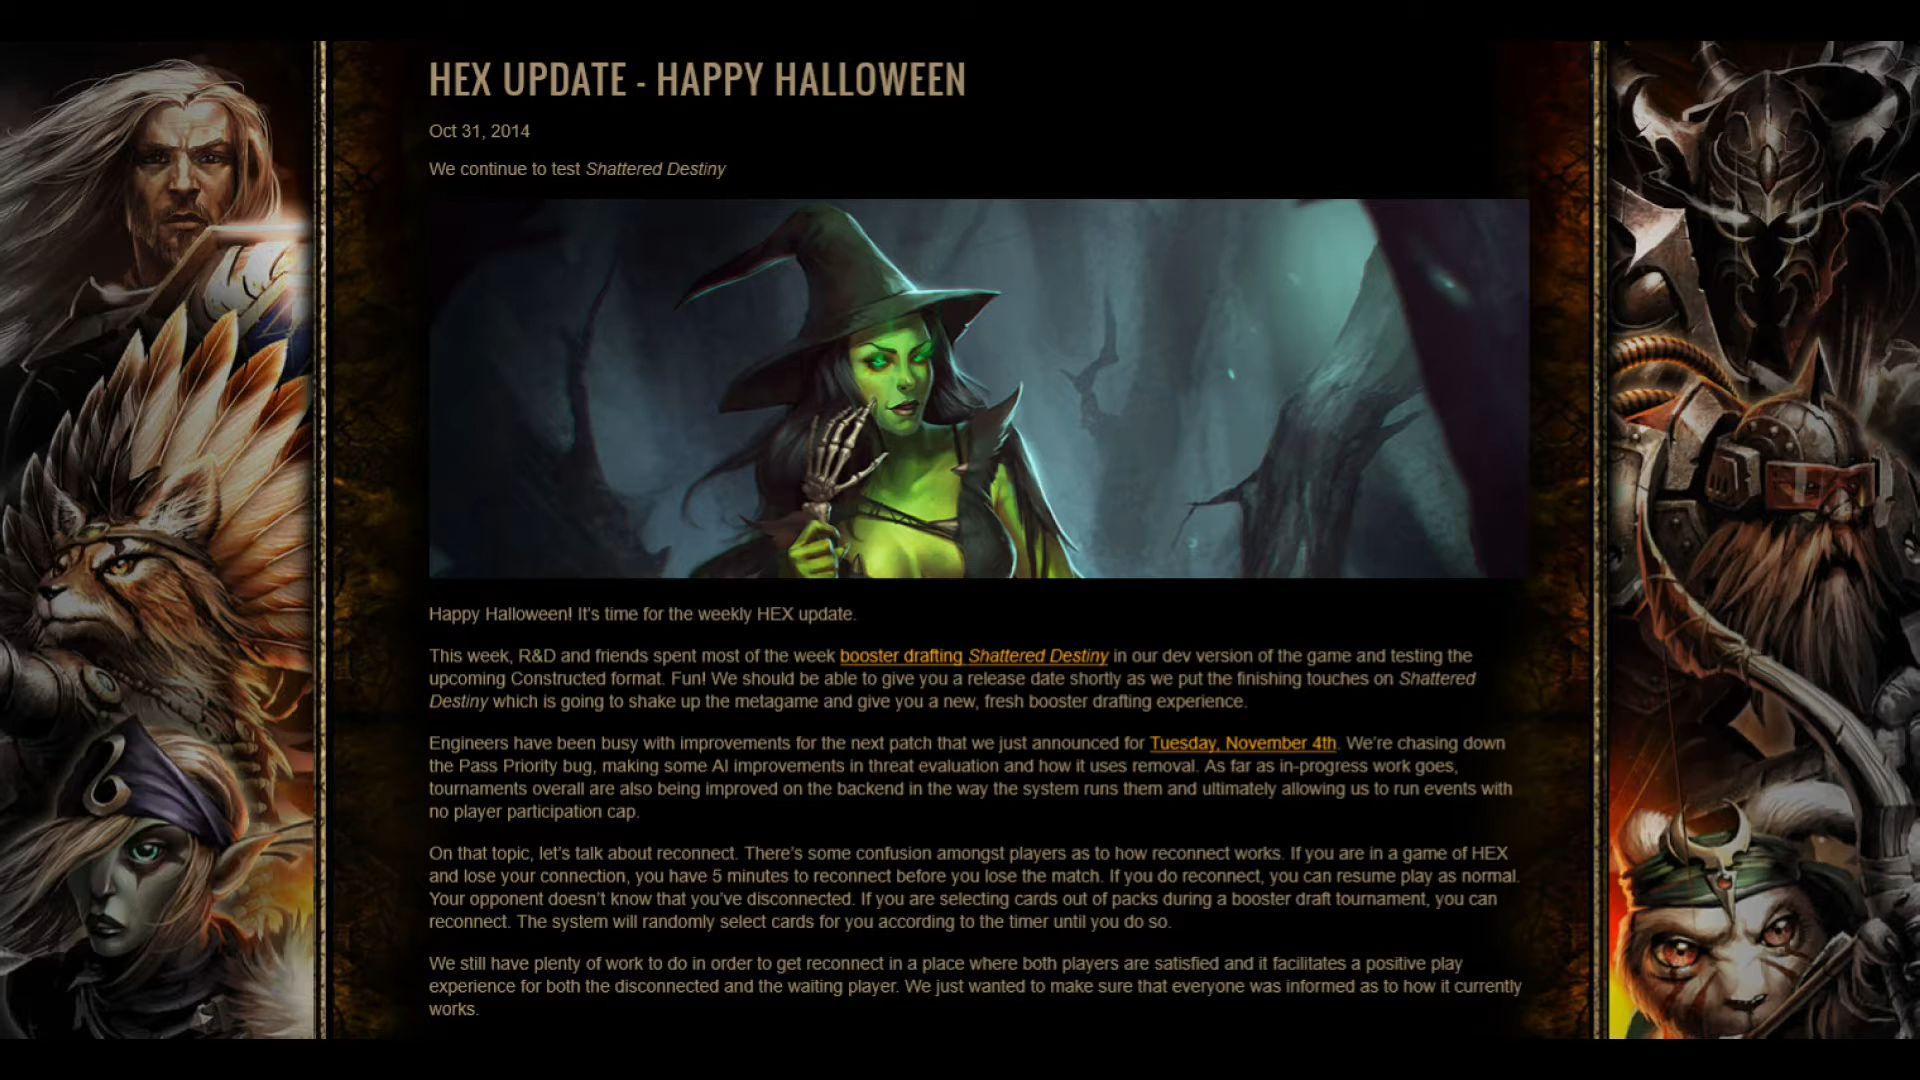 HEX UPDATE - HAPPY HALLOWEEN
Oct 31, 2014
We continue to test Shattered Destiny
Happy Halloween! It's time for the weekly HEX update.
This week, R&D and friends spent most of the week booster drafting Shattered Destiny in our dev version of the game and testing the
upcoming Constructed format. Fun! We should be able to give you a release date shortly as we put the finishing touches on Shattered
Destiny which is going to shake up the metagame and give you a new, fresh booster drafting experience.
Engineers have been busy with improvements for the next patch that we just announced for Tuesday, November 4th. We're chasing down
the Pass Priority bug, making some AI improvements in threat evaluation and how it uses removal. As far as in-progress work goes,
tournaments overall are also being improved on the backend in the way the system runs them and ultimately allowing us to run events with
no player participation cap.
On that topic, let's talk about reconnect. There's some confusion amongst players as to how reconnect works. If you are in a game of HEX
and lose your connection, you have 5 minutes to reconnect before you lose the match. If you do reconnect, you can resume play as normal.
Your opponent doesn't know that you've disconnected. If you are selecting cards out of packs during a booster draft tournament, you can
reconnect. The system will randomly select cards for you according to the timer until you do so.
We still have plenty of work to do in order to get reconnect in a place where both players are satisfied and it facilitates a positive play
experience for both the disconnected and the waiting player. We just wanted to make sure that everyone was informed as to how it currently
works.